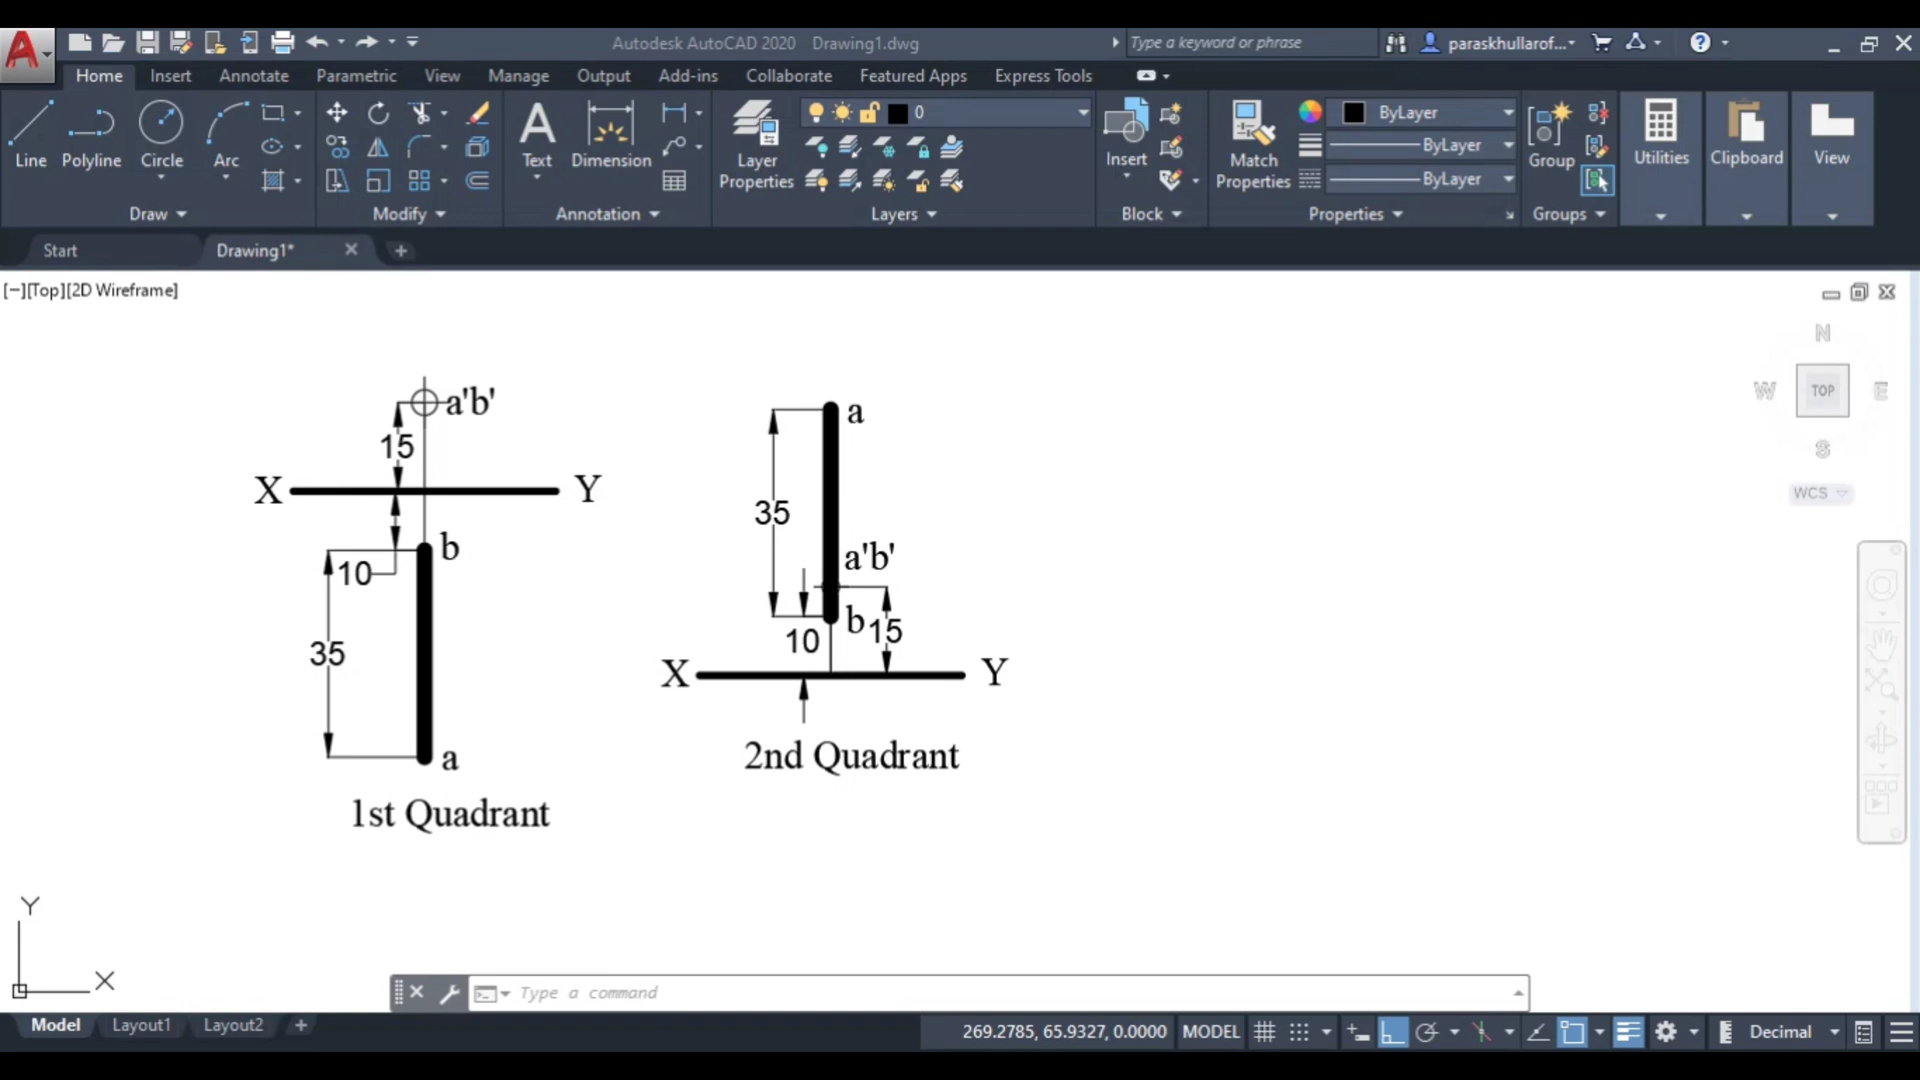 Autodesk AutoCAD 2020 Drawing1.dwg
Type a keyword or phrase
paraskhullarof...
Home Insert Annotate Parametric View Manage Output Add-ins Collaborate Featured Apps Express Tools
0
ByLayer
ByLayer
ByLayer
Line Polyline Circle Arc
Text Dimension
Layer Properties
Insert
Match Properties
Group
Utilities
Clipboard
View
Draw Modify Annotation Layers Block Properties Groups
Start Drawing1*
[−][Top][2D Wireframe]
N
W TOP E
S
WCS
a'b'
15
X Y
b
10
35
a
1st Quadrant
a
35
a'b'
b
15
10
X Y
2nd Quadrant
Y
X
Type a command
Model Layout1 Layout2
269.2785, 65.9327, 0.0000 MODEL
Decimal